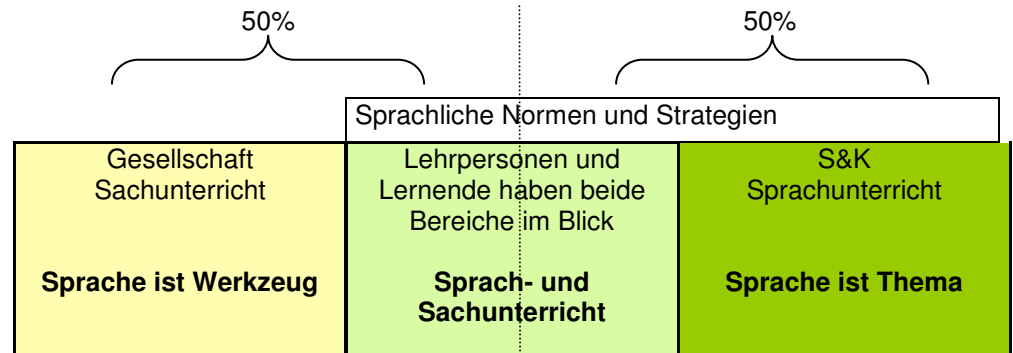 50%
50%
Sprachliche Normen und Strategien
Gesellschaft
Sachunterricht
Sprache ist Werkzeug
Lehrpersonen und
Lernende haben beide
Bereiche im Blick
Sprach- und
Sachunterricht
S&K
Sprachunterricht
Sprache ist Thema